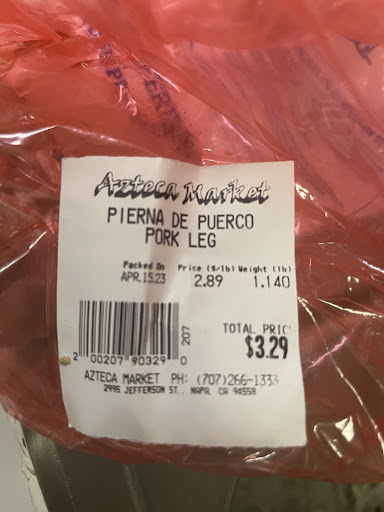 Azteca Market
PIERNA DE PUERCO
PORK LEG
Packed On Price ($/lb) Weight (lb)
APR.15.23 2.89 1.140
TOTAL PRIC
$3.29
2 00207 90329 0
207
AZTECA MARKET PH: (707)266-1333
2995 JEFFERSON ST., NAPA, CA 94558